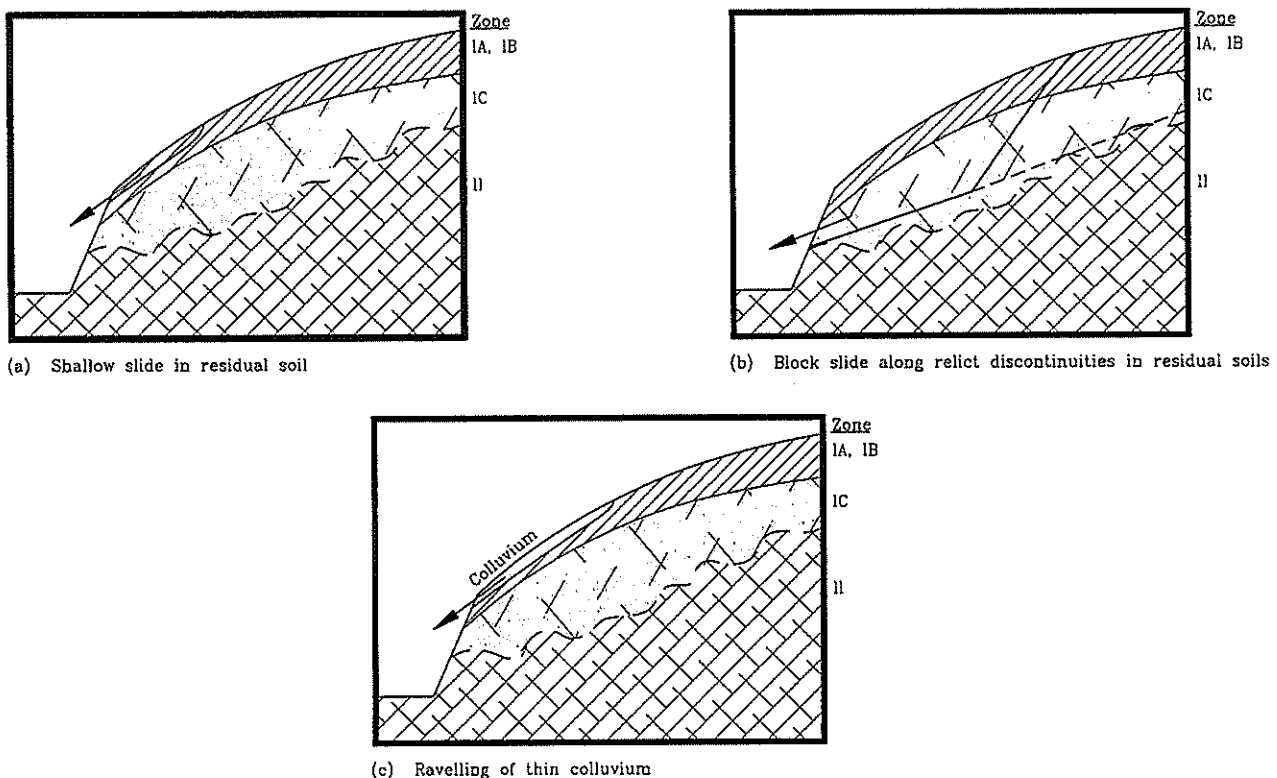 Zone
IA, IB
IC
II
(a) Shallow slide in residual soil
Zone
IA, IB
IC
II
(b) Block slide along relict discontinuities in residual soils
Zone
IA, IB
IC
II
Colluvium
(c) Ravelling of thin colluvium